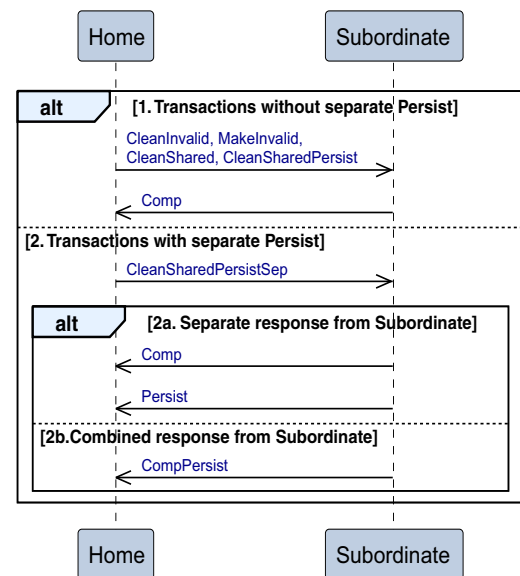 Home Subordinate
alt [1. Transactions without separate Persist]
CleanInvalid, MakeInvalid,
CleanShared, CleanSharedPersist
Comp
[2. Transactions with separate Persist]
CleanSharedPersistSep
alt [2a. Separate response from Subordinate]
Comp
Persist
[2b.Combined response from Subordinate]
CompPersist
Home Subordinate